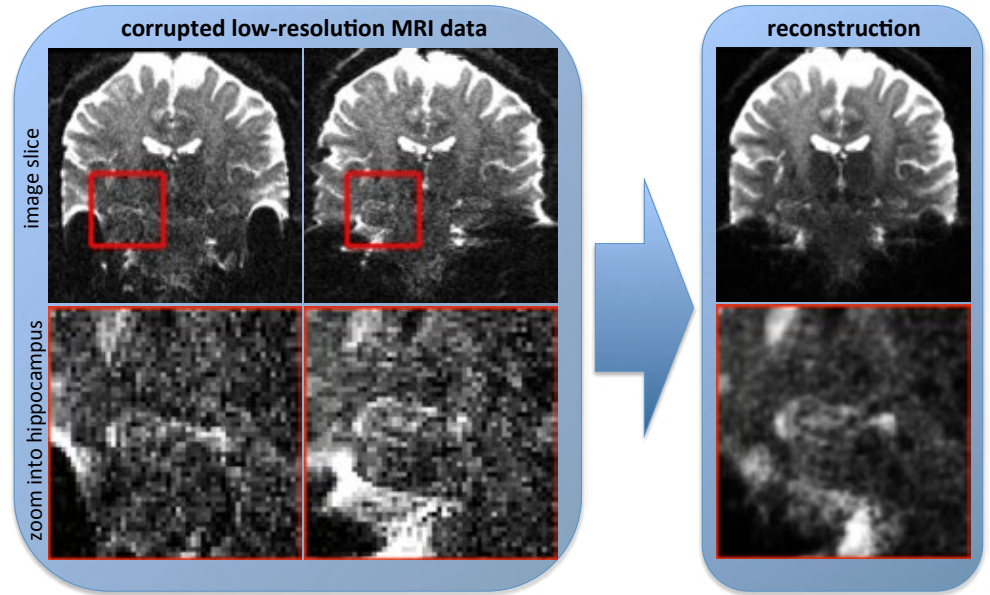 corrupted low-resolution MRI data
reconstruction
image slice
zoom into hippocampus